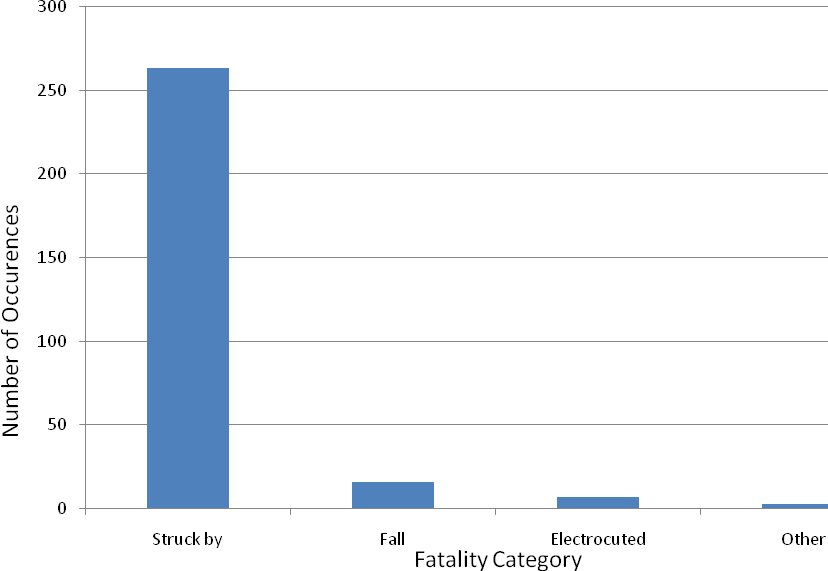 300
250
200
150
100
50
0
Number of Occurences
Struck by
Fall
Electrocuted
Other
Fatality Category